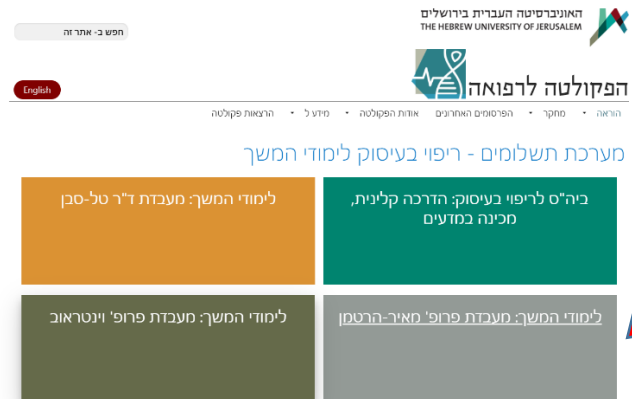 האוניברסיטה העברית בירושלים
THE HEBREW UNIVERSITY OF JERUSALEM
חפש ב- אתר זה
הפקולטה לרפואה
English
הוראה
מחקר
הפרסומים האחרונים
אודות הפקולטה
מידע ל
הרצאות פקולטה
מערכת תשלומים - ריפוי בעיסוק לימודי המשך
ביה"ס לריפוי בעיסוק: הדרכה קלינית,
מכינה במדעים
לימודי המשך: מעבדת ד"ר טל-סבן
לימודי המשך: מעבדת פרופ' מאיר-הרטמן
לימודי המשך: מעבדת פרופ' וינטראוב